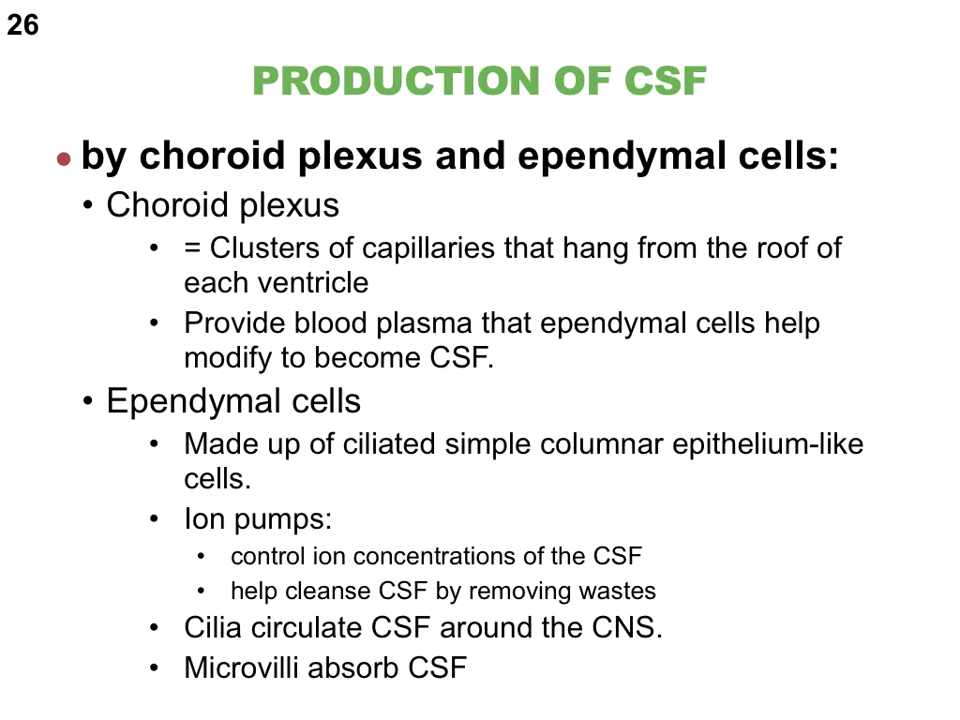 26
PRODUCTION OF CSF
• by choroid plexus and ependymal cells:
• Choroid plexus
• = Clusters of capillaries that hang from the roof of
each ventricle
• Provide blood plasma that ependymal cells help
modify to become CSF.
• Ependymal cells
• Made up of ciliated simple columnar epithelium-like
cells.
• Ion pumps:
• control ion concentrations of the CSF
• help cleanse CSF by removing wastes
• Cilia circulate CSF around the CNS.
• Microvilli absorb CSF